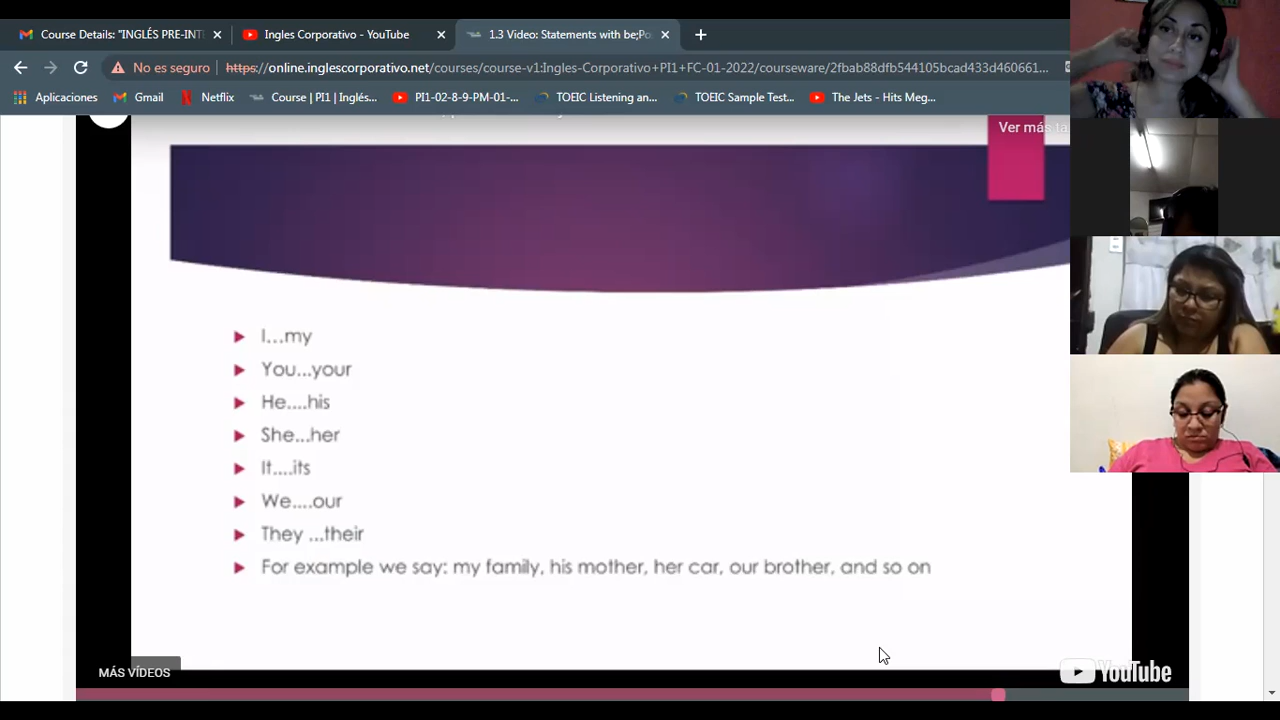 Course Details: "INGLÉS PRE-INT
Ingles Corporativo - YouTube
1.3 Video: Statements with be;Po
No es seguro
https://online.inglescorporativo.net/courses/course-v1:Ingles-Corporativo+PI1+FC-01-2022/courseware/2fbab88dfb544105bcad433d460661...
Aplicaciones
Gmail
Netflix
Course | PI1 | Inglés...
PI1-02-8-9-PM-01-...
TOEIC Listening an...
TOEIC Sample Test...
The Jets - Hits Meg...
Ver más ta
I...my
You...your
He....his
She...her
It....its
We....our
They ...their
For example we say: my family, his mother, her car, our brother, and so on
MÁS VÍDEOS
YouTube